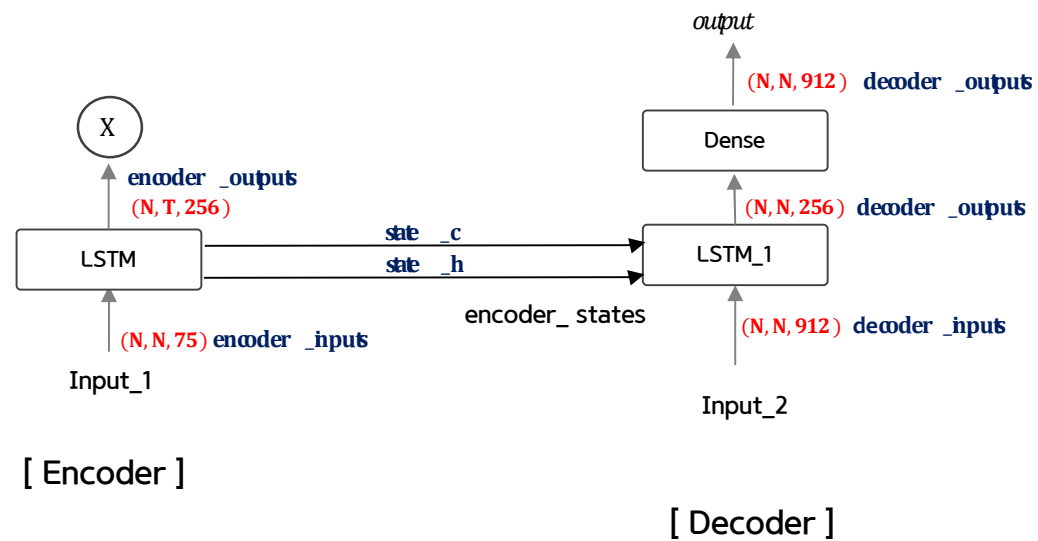 output
(N, N, 912) decoder _outputs
X
Dense
encoder _outputs
(N, T, 256)
(N, N, 256) decoder _outputs
LSTM
state _c
state _h
LSTM_1
encoder_ states
(N, N, 75) encoder _inputs
(N, N, 912) decoder _inputs
Input_1
Input_2
[ Encoder ]
[ Decoder ]